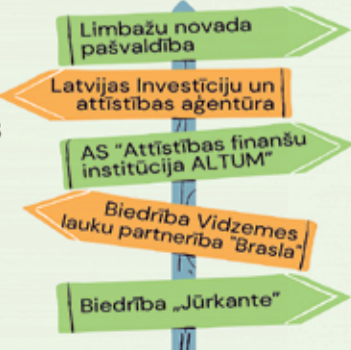 Limbažu novada
pašvaldība
Latvijas Investīciju un
attīstības aģentūra
AS "Attīstības finanšu
institūcija ALTUM"
Biedrība Vidzemes
lauku partnerība "Brasla"
Biedrība „Jūrkante"